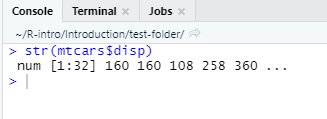 Console Terminal × Jobs ×
~/R-intro/Introduction/test-folder/
> str(mtcars$disp)
num [1:32] 160 160 108 258 360 ...
>